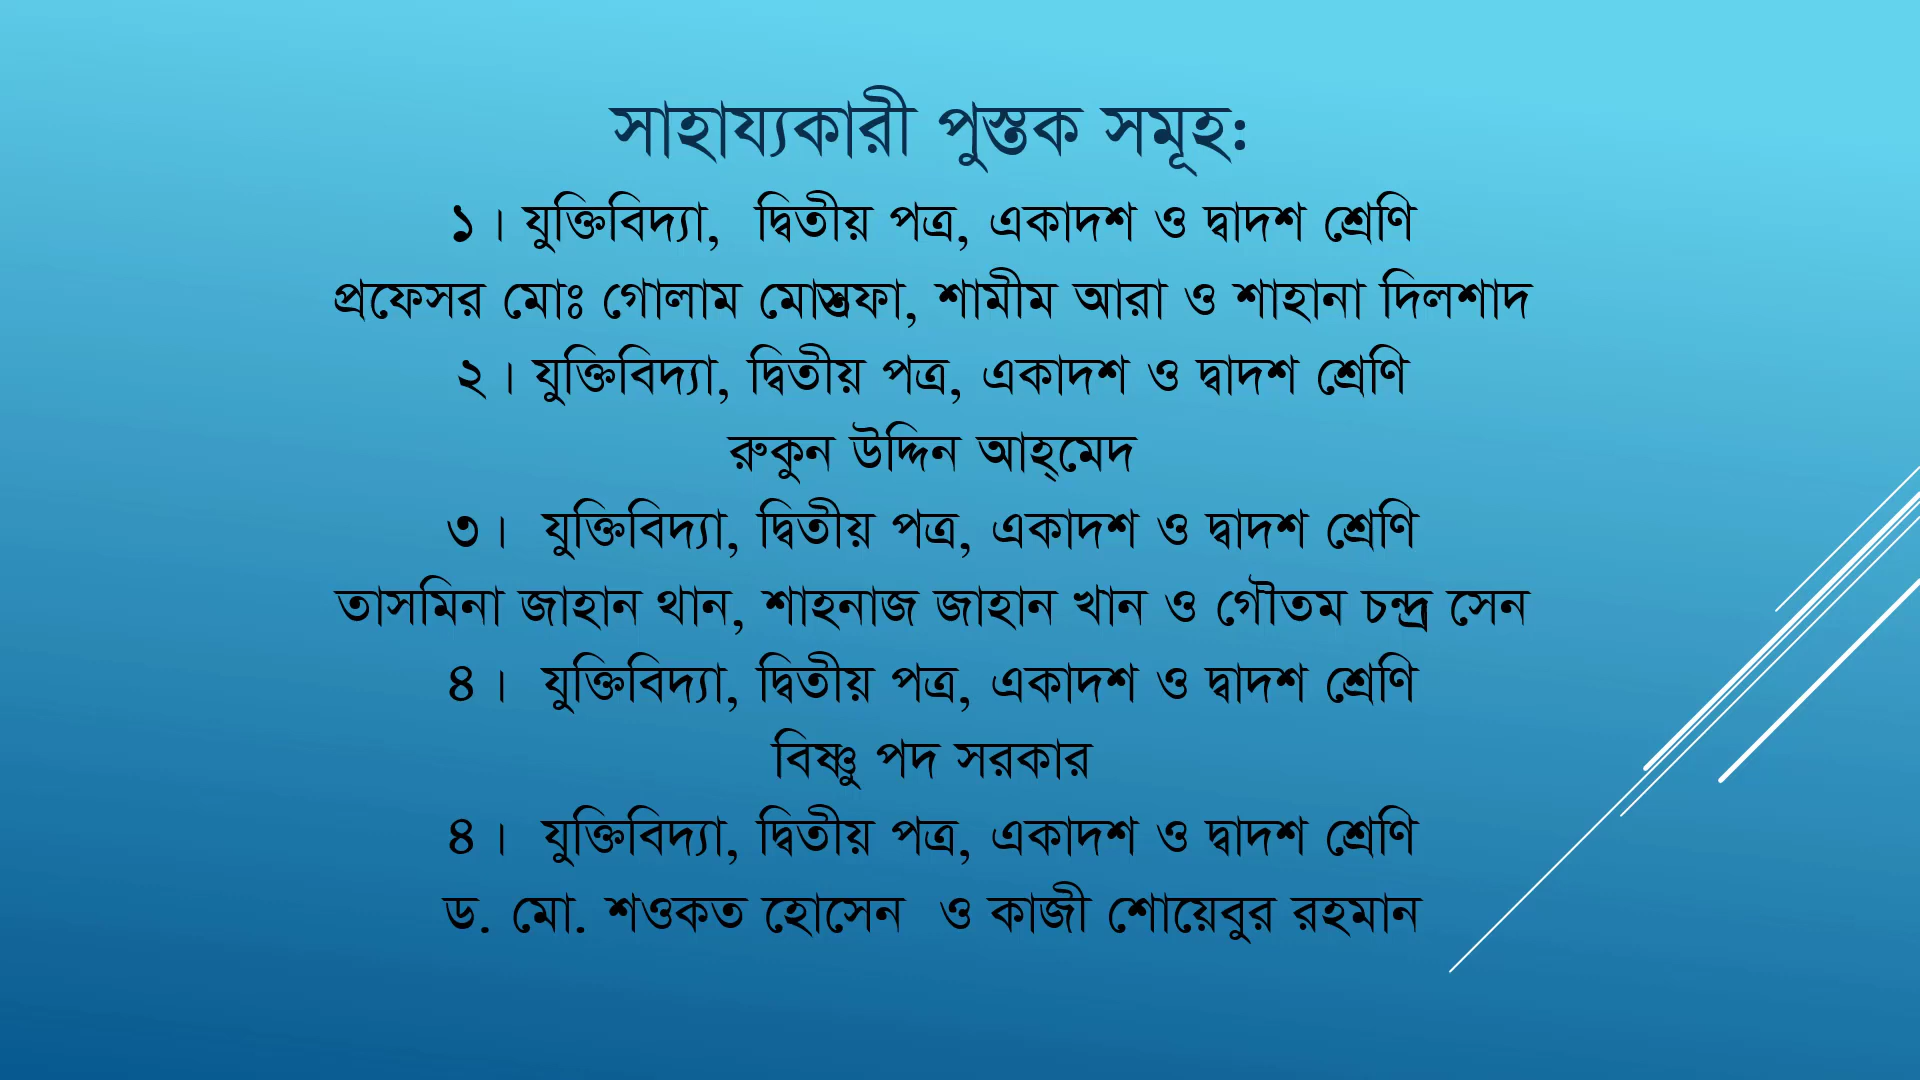 সাহায্যকারী পুস্তক সমূহ:
১। যুক্তিবিদ্যা, দ্বিতীয় পত্র, একাদশ ও দ্বাদশ শ্রেণি
প্রফেসর মোঃ গোলাম মোস্তফা, শামীম আরা ও শাহানা দিলশাদ
২। যুক্তিবিদ্যা, দ্বিতীয় পত্র, একাদশ ও দ্বাদশ শ্রেণি
রুকুন উদ্দিন আহ্‌মেদ
৩। যুক্তিবিদ্যা, দ্বিতীয় পত্র, একাদশ ও দ্বাদশ শ্রেণি
তাসমিনা জাহান থান, শাহনাজ জাহান খান ও গৌতম চন্দ্র সেন
৪। যুক্তিবিদ্যা, দ্বিতীয় পত্র, একাদশ ও দ্বাদশ শ্রেণি
বিষ্ণু পদ সরকার
৪। যুক্তিবিদ্যা, দ্বিতীয় পত্র, একাদশ ও দ্বাদশ শ্রেণি
ড. মো. শওকত হোসেন ও কাজী শোয়েবুর রহমান